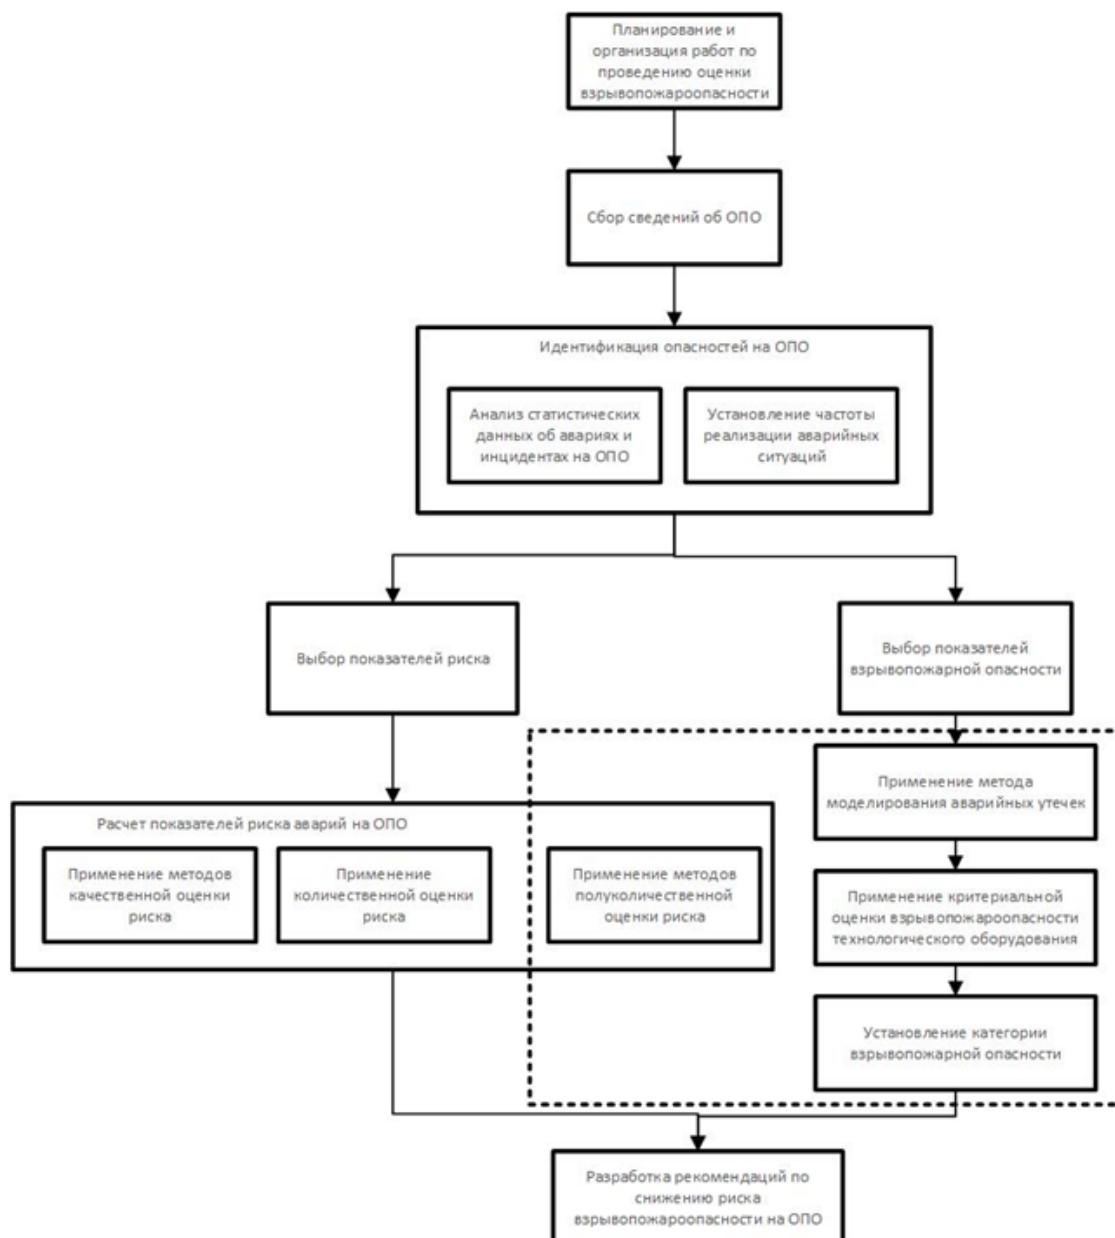 Планирование и
организация работ по
проведению оценки
взрывопожароопасности
Сбор сведений об ОПО
Идентификация опасностей на ОПО
Анализ статистических
данных об авариях и
инцидентах на ОПО
Установление частоты
реализации аварийных
ситуаций
Выбор показателей риска
Выбор показателей
взрывопожарной опасности
Применение метода
моделирования аварийных утечек
Расчет показателей риска аварий на ОПО
Применение методов
качественной оценки
риска
Применение
количественной оценки
риска
Применение методов
полуколичественной
оценки риска
Применение критериальной
оценки взрывопожароопасности
технологического оборудования
Установление категории
взрывопожарной опасности
Разработка рекомендаций по
снижению риска
взрывопожароопасности на ОПО